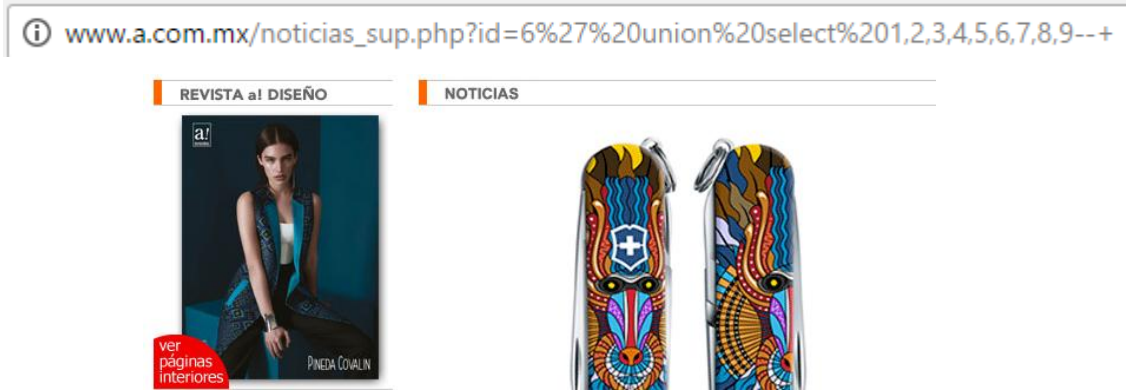 www.a.com.mx/noticias_sup.php?id=6%27%20union%20select%201,2,3,4,5,6,7,8,9--+
REVISTA a! DISEÑO
NOTICIAS
a!
PINEDA COVALIN
ver
páginas
interiores